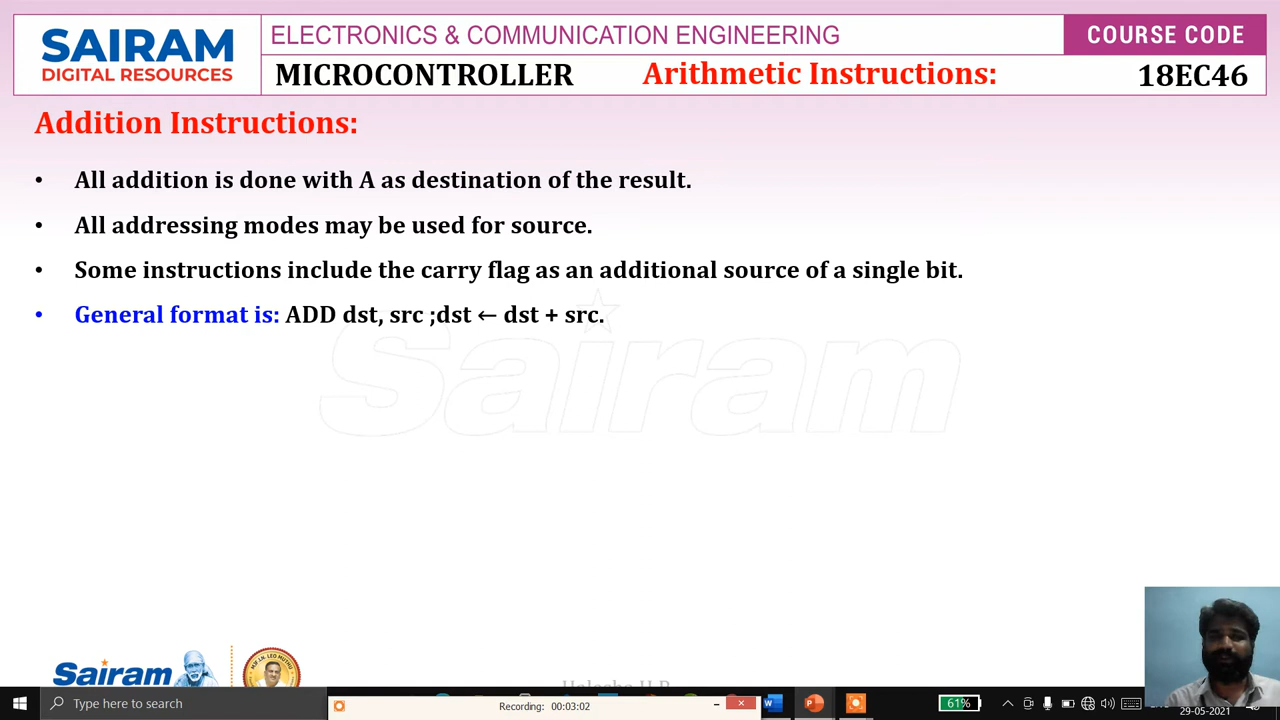 SAIRAM
DIGITAL RESOURCES
ELECTRONICS & COMMUNICATION ENGINEERING
COURSE CODE
MICROCONTROLLER
Arithmetic Instructions:
18EC46
Addition Instructions:
• All addition is done with A as destination of the result.
• All addressing modes may be used for source.
• Some instructions include the carry flag as an additional source of a single bit.
• General format is: ADD dst, src ;dst ← dst + src.
Sairam
Sairam
Type here to search
Recording: 00:03:02
61%
29-05-2021